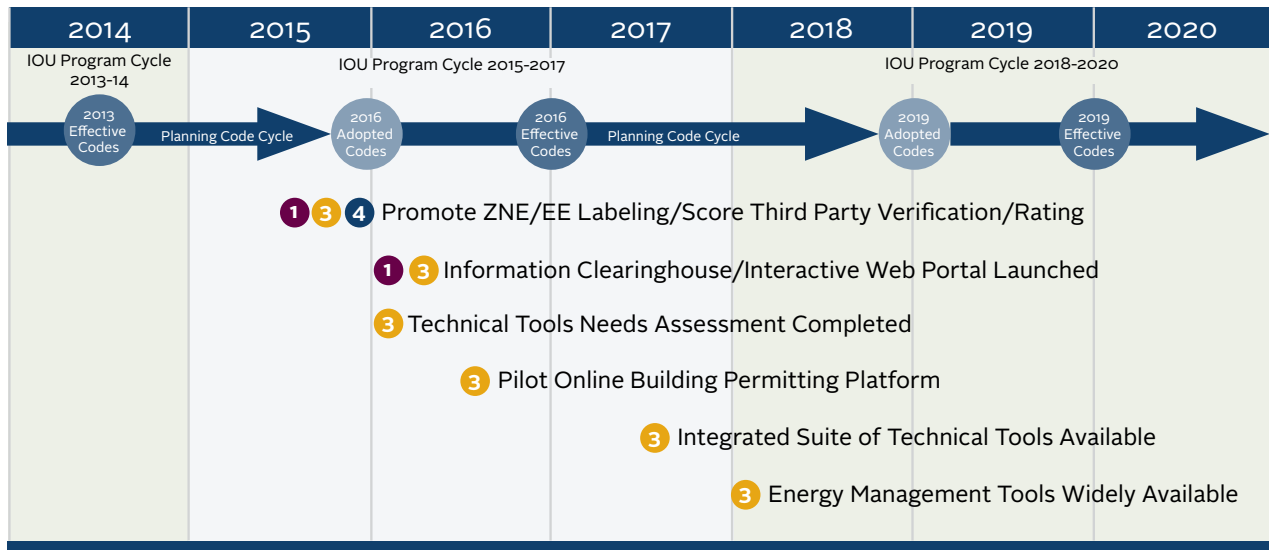 2014 2015 2016 2017 2018 2019 2020
IOU Program Cycle
2013-14
IOU Program Cycle 2015-2017
IOU Program Cycle 2018-2020
2013
Effective
Codes
Planning Code Cycle
2016
Adopted
Codes
2016
Effective
Codes
Planning Code Cycle
2019
Adopted
Codes
2019
Effective
Codes
1 3 4 Promote ZNE/EE Labeling/Score Third Party Verification/Rating
1 3 Information Clearinghouse/Interactive Web Portal Launched
3 Technical Tools Needs Assessment Completed
3 Pilot Online Building Permitting Platform
3 Integrated Suite of Technical Tools Available
3 Energy Management Tools Widely Available